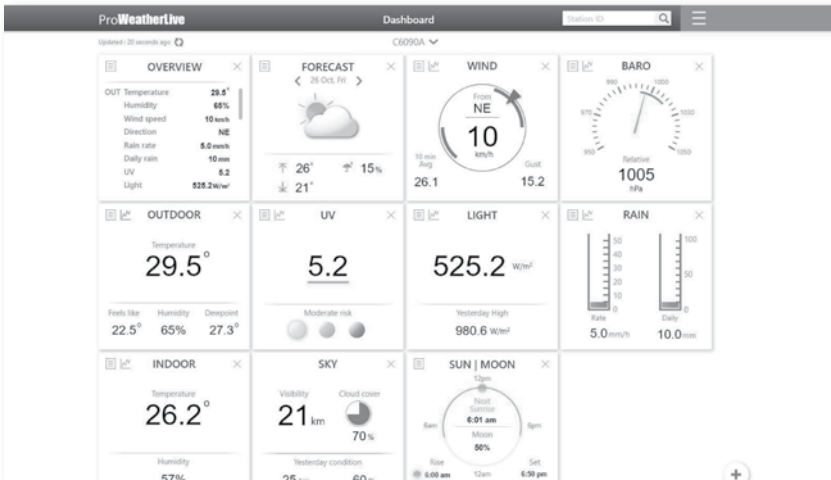 ProWeatherLive
Dashboard
Station ID
Updated : 20 seconds ago
C6090A
OVERVIEW
OUT Temperature 29.5°
Humidity 65%
Wind speed 10 km/h
Direction NE
Rain rate 5.0 mm/h
Daily rain 10 mm
UV 5.2
Light 525.2 W/m²
FORECAST
26 Oct, Fri
26° 15%
21°
WIND
From
NE
10
km/h
10 min
Avg
26.1
Gust
15.2
BARO
990 1000
970 1030
950 1050
Relative
1005
hPa
OUTDOOR
Temperature
29.5°
Feels like Humidity Dewpoint
22.5° 65% 27.3°
UV
5.2
Moderate risk
LIGHT
525.2 W/m²
Yesterday High
980.6 W/m²
RAIN
50
40
30
20
10
0
Rate
5.0 mm/h
100
50
0
Daily
10.0 mm
INDOOR
Temperature
26.2°
Humidity
57%
SKY
Visibility Cloud cover
21 km
70%
Yesterday condition
25 60%
SUN | MOON
12pm
Next
Sunrise
6:01 am
6am 6pm
Moon
50%
Rise Set
6:00 am 12am 6:50 pm